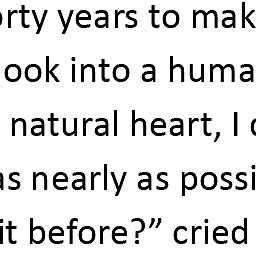 orty years to mak
ook into a huma
natural heart, I
as nearly as possi
it before?” cried